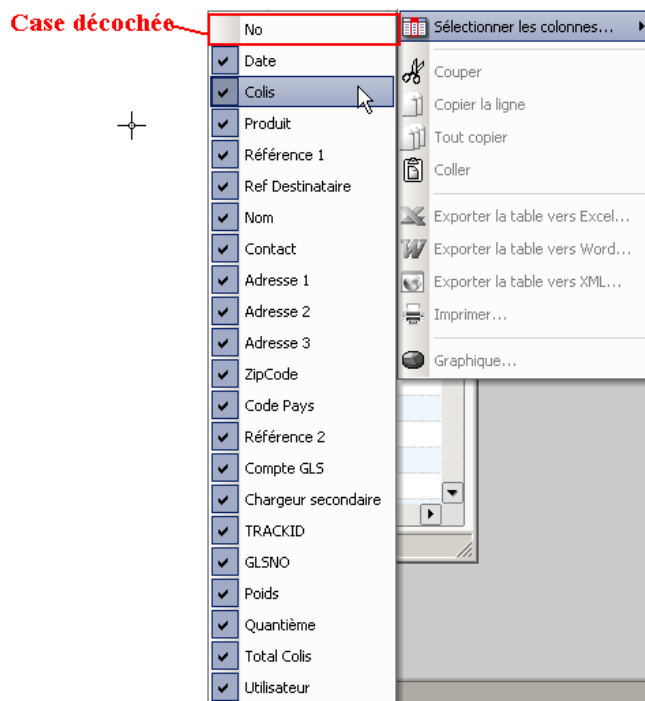 Case décochée
No
Date
Colis
Produit
Référence 1
Ref Destinataire
Nom
Contact
Adresse 1
Adresse 2
Adresse 3
ZipCode
Code Pays
Référence 2
Compte GLS
Chargeur secondaire
TRACKID
GLSNO
Poids
Quantième
Total Colis
Utilisateur
Sélectionner les colonnes...
Couper
Copier la ligne
Tout copier
Coller
Exporter la table vers Excel...
Exporter la table vers Word...
Exporter la table vers XML...
Imprimer...
Graphique...